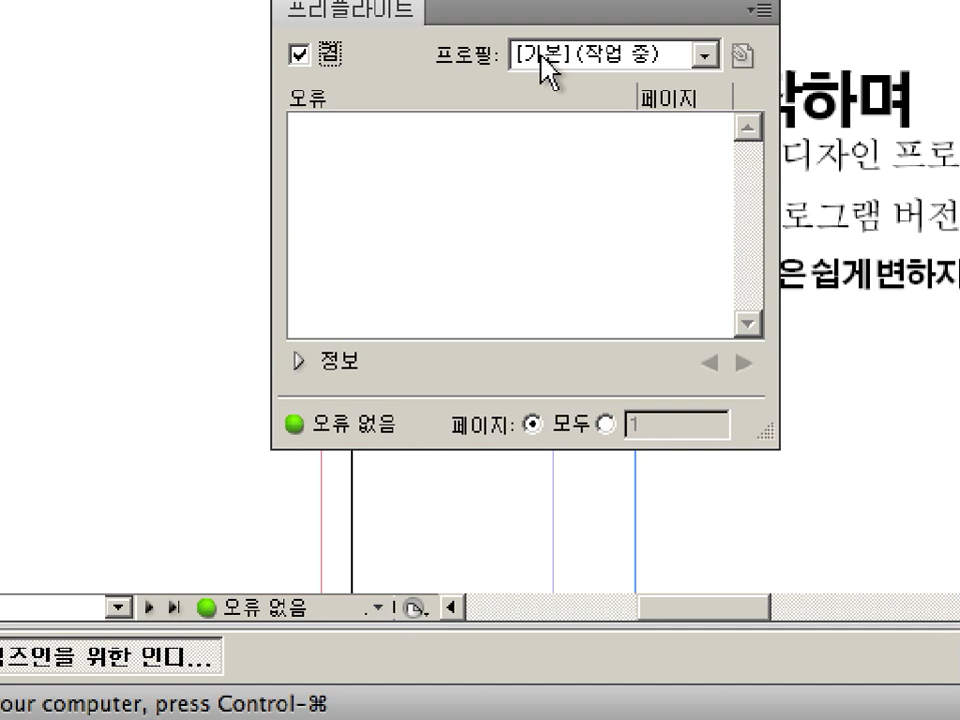 프리플라이트
켬 프로필: [기본](작업 중)
오류 페이지
정보
오류 없음 페이지: 모두 1
하며
디자인 프로
로그램 버전
은 쉽게 변하지
오류 없음
위한 인디...
our computer, press Control-⌘